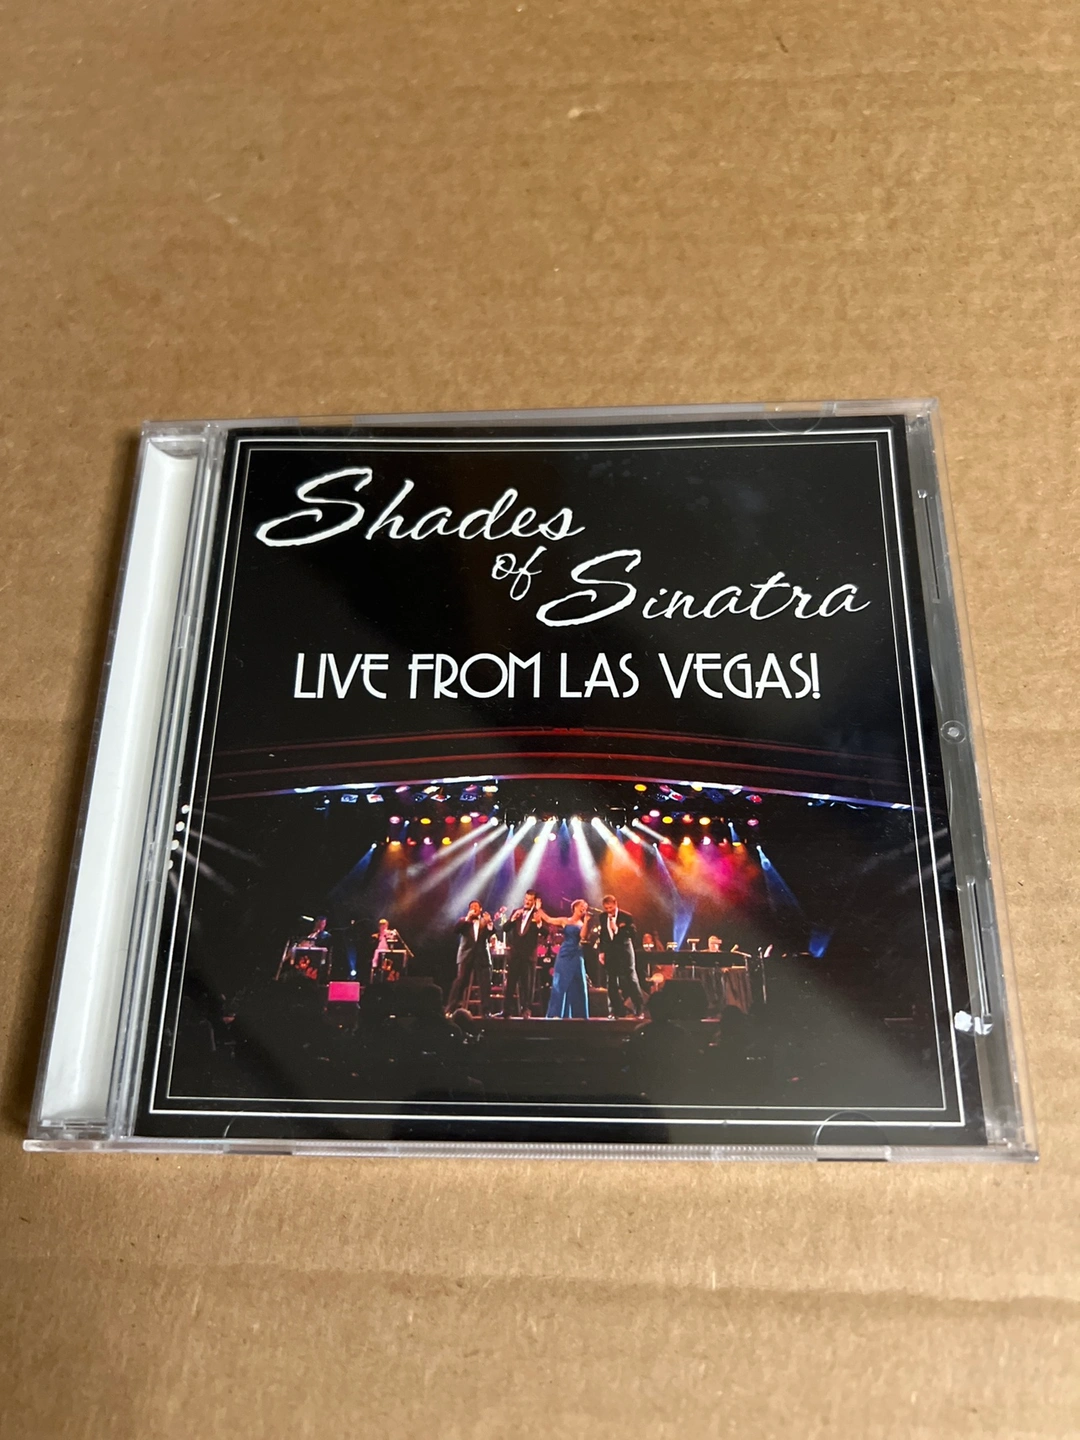 Shades
of Sinatra
LIVE FROM LAS VEGAS!